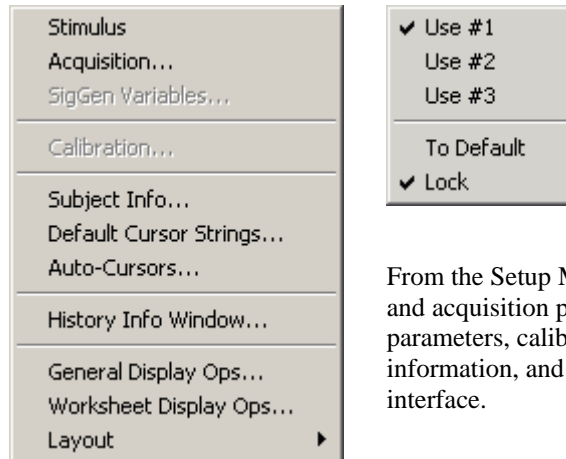 Stimulus
Acquisition...
SigGen Variables...
Calibration...
Subject Info...
Default Cursor Strings...
Auto-Cursors...
History Info Window...
General Display Ops...
Worksheet Display Ops...
Layout
Use #1
Use #2
Use #3
To Default
Lock
From the Setup
and acquisition
parameters,
information, and
interface.